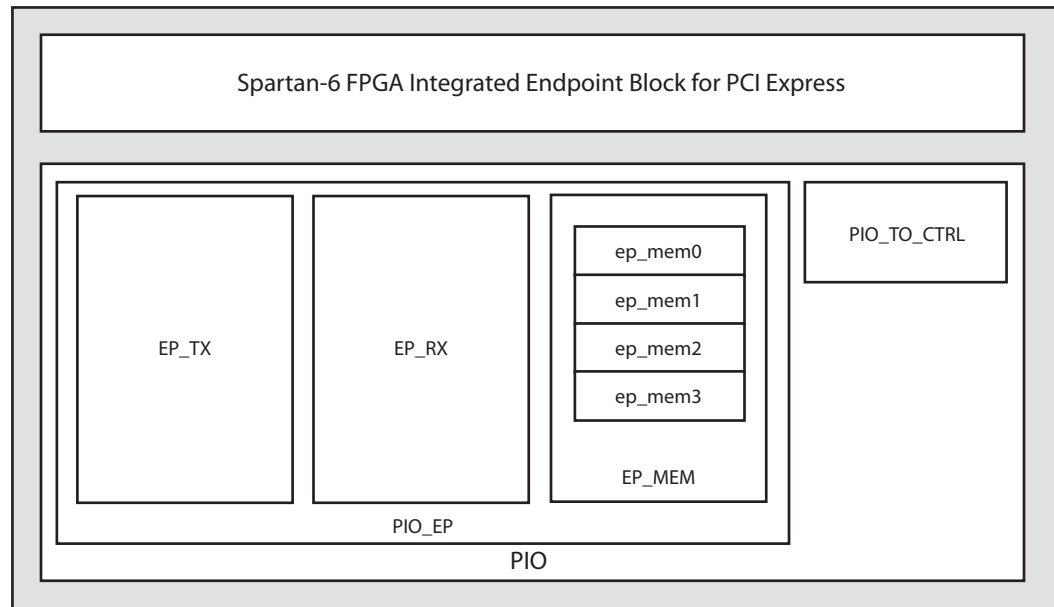 Spartan-6 FPGA Integrated Endpoint Block for PCI Express
EP_TX
EP_RX
ep_mem0
ep_mem1
ep_mem2
ep_mem3
EP_MEM
PIO_TO_CTRL
PIO_EP
PIO